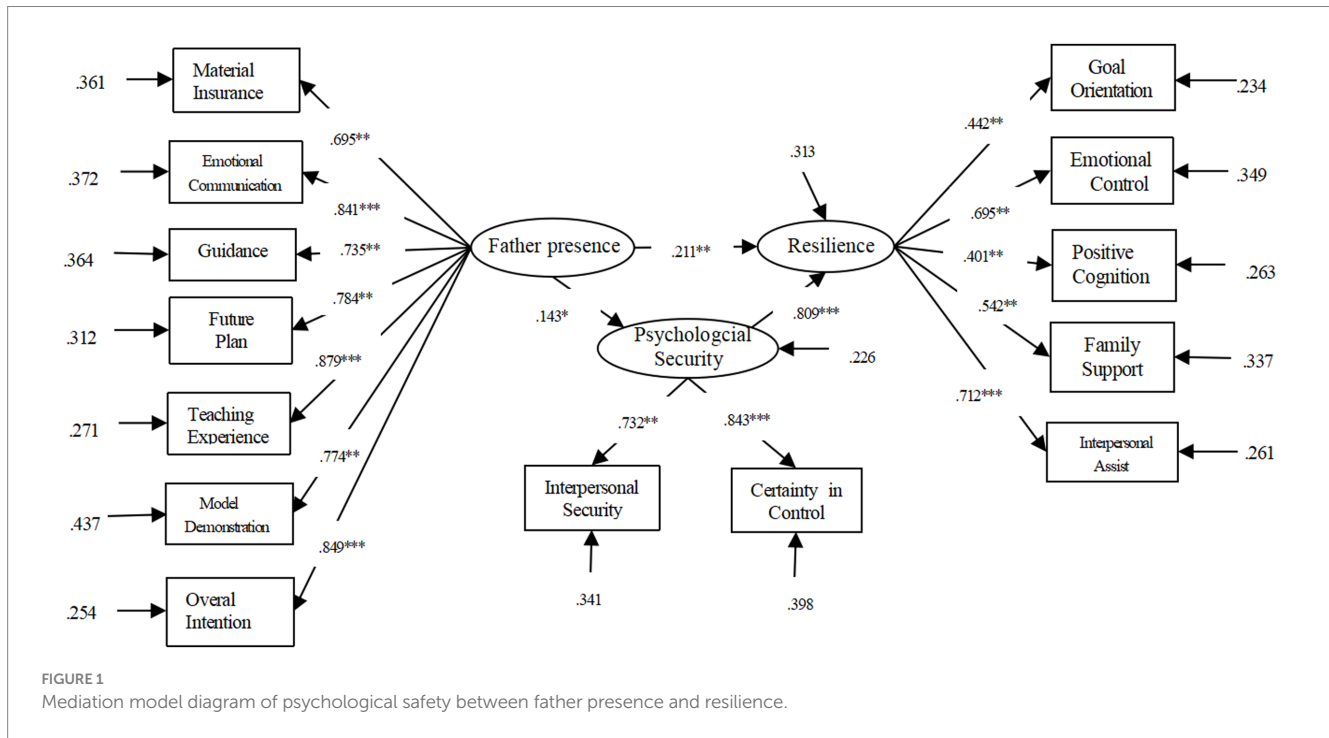 .361
Material
Insurance
.695**
.372
Emotional
Communication
.841***
.364
Guidance
.735**
.312
Future
Plan
.784**
.271
Teaching
Experience
.879***
.437
Model
Demonstration
.774**
.254
Overal
Intention
.849***
Father presence
.211**
.143*
.313
Resilience
.809***
Psychologcial
Security
.226
.732**
.843***
Interpersonal
Security
Certainty in
Control
.341
.398
.442**
Goal
Orientation
.234
.695**
Emotional
Control
.349
.401**
Positive
Cognition
.263
.542**
Family
Support
.337
.712***
Interpersonal
Assist
.261
FIGURE 1
Mediation model diagram of psychological safety between father presence and resilience.